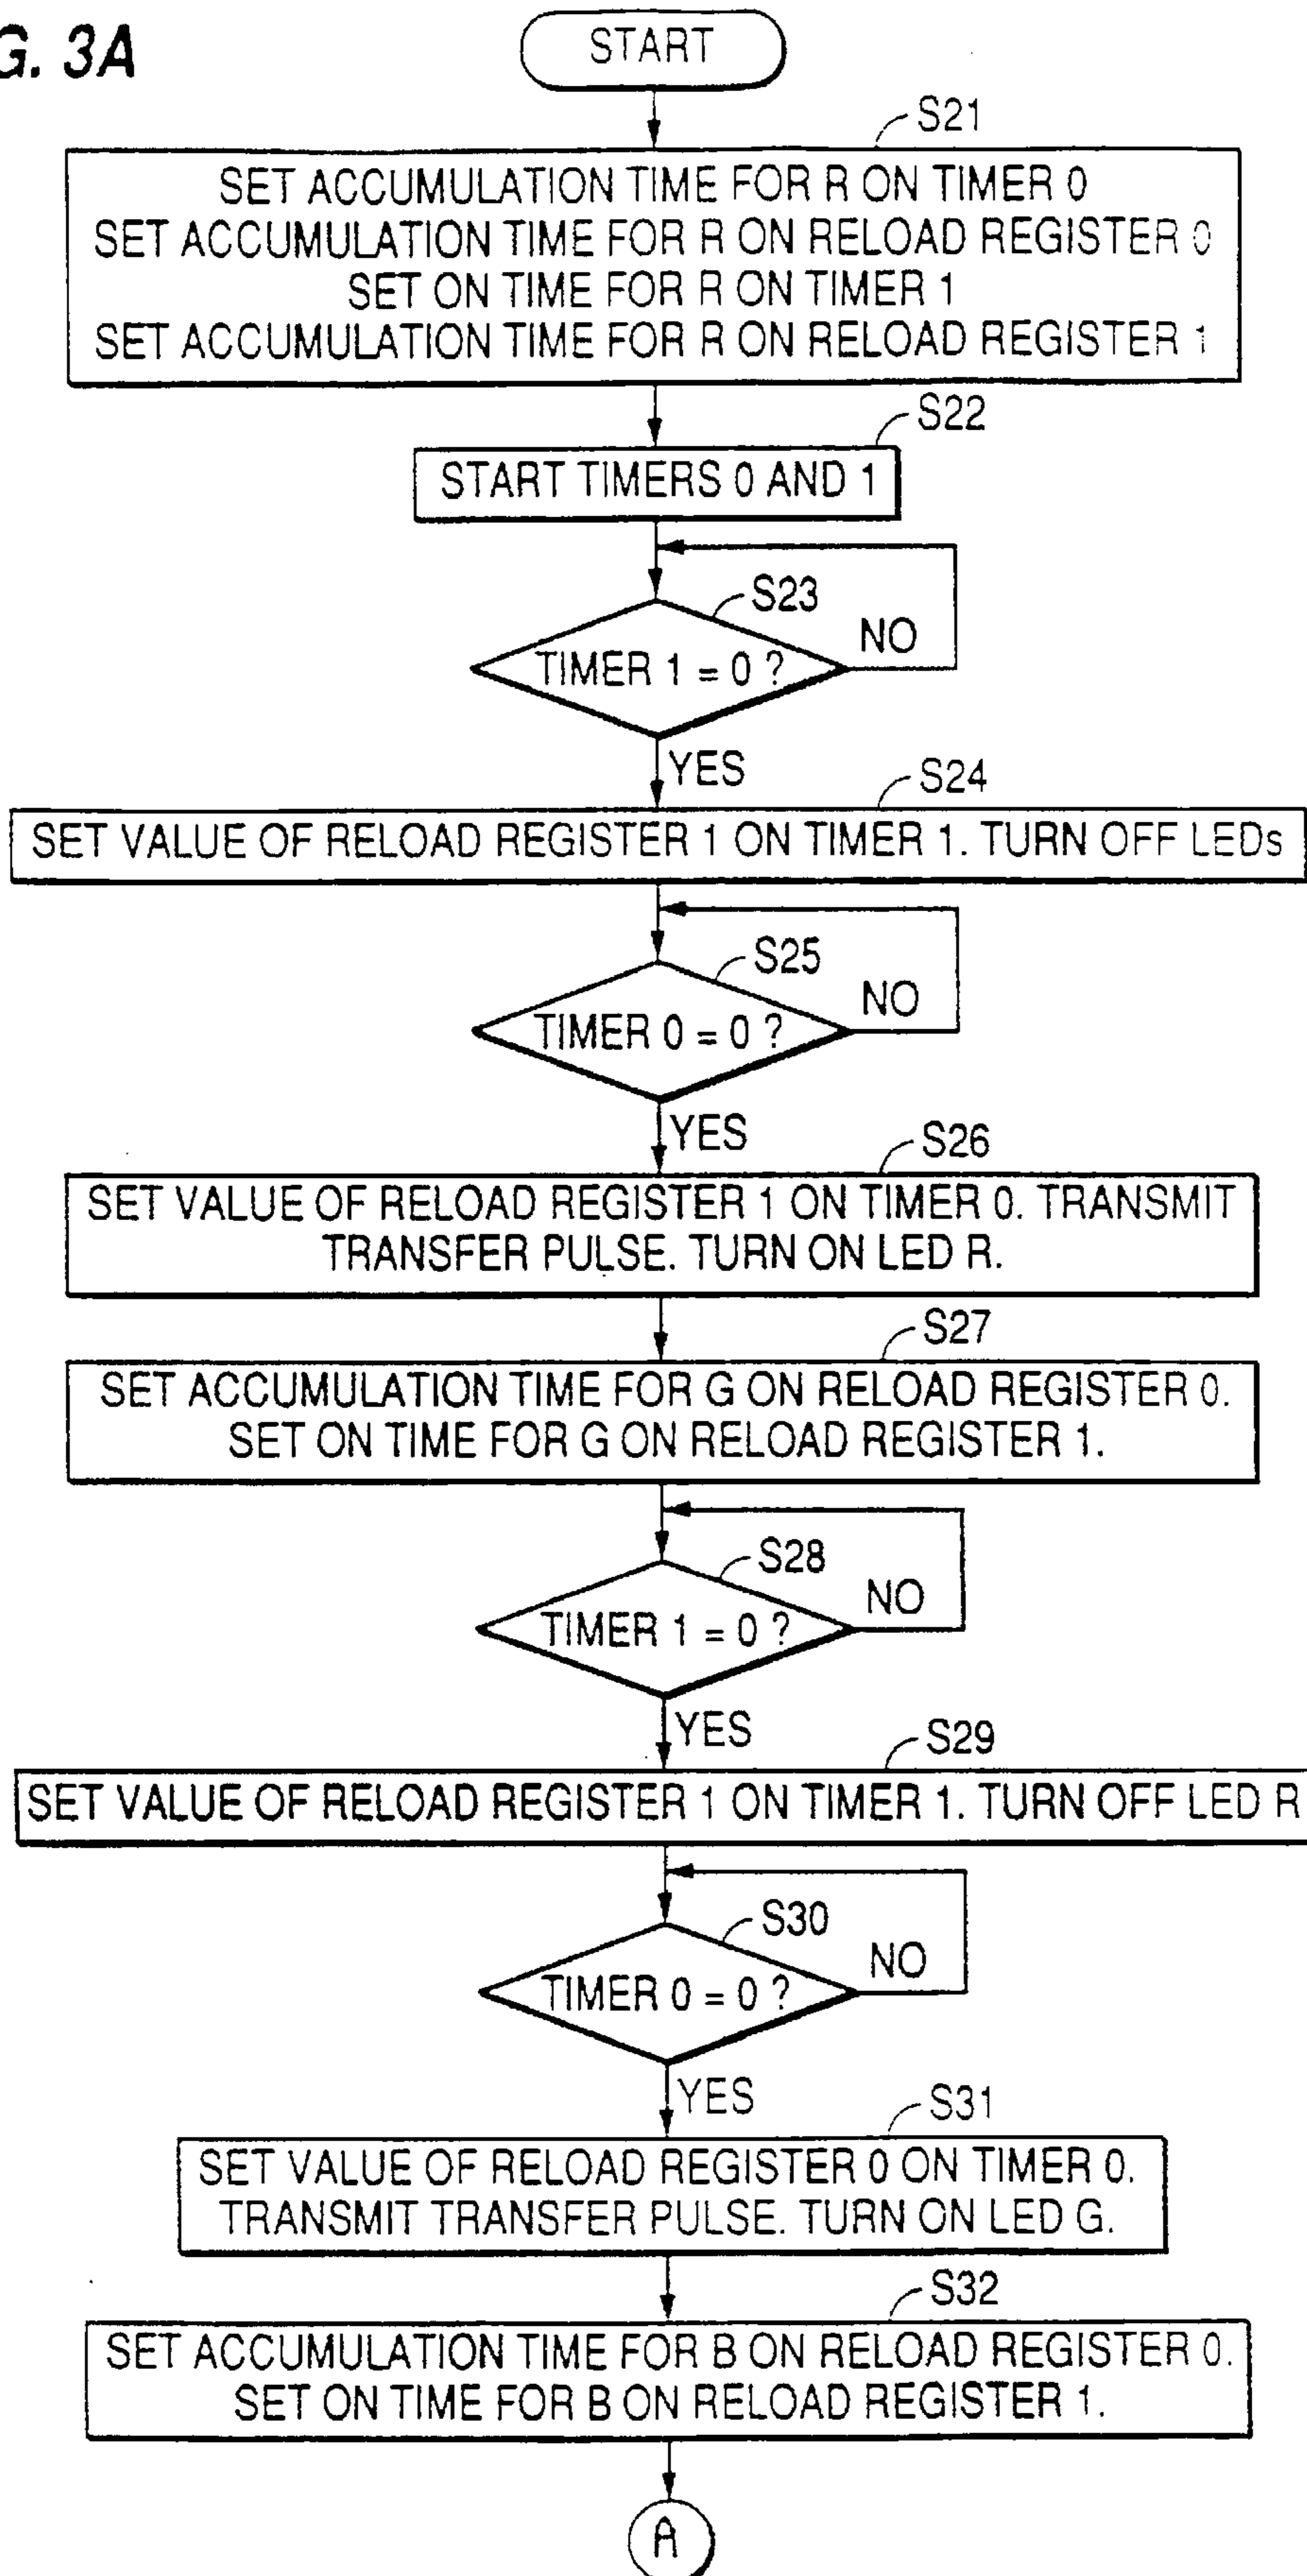 G. 3A
START
S21
SET ACCUMULATION TIME FOR R ON TIMER 0
SET ACCUMULATION TIME FOR R ON RELOAD REGISTER 0
SET ON TIME FOR R ON TIMER 1
SET ACCUMULATION TIME FOR R ON RELOAD REGISTER 1
S22
START TIMERS 0 AND 1
S23
NO
TIMER 1 = 0 ?
YES
S24
SET VALUE OF RELOAD REGISTER 1 ON TIMER 1. TURN OFF LEDs
S25
NO
TIMER 0 = 0 ?
YES
S26
SET VALUE OF RELOAD REGISTER 1 ON TIMER 0. TRANSMIT
TRANSFER PULSE. TURN ON LED R.
S27
SET ACCUMULATION TIME FOR G ON RELOAD REGISTER 0.
SET ON TIME FOR G ON RELOAD REGISTER 1.
S28
NO
TIMER 1 = 0 ?
YES
S29
SET VALUE OF RELOAD REGISTER 1 ON TIMER 1. TURN OFF LED R
S30
NO
TIMER 0 = 0 ?
YES
S31
SET VALUE OF RELOAD REGISTER 0 ON TIMER 0.
TRANSMIT TRANSFER PULSE. TURN ON LED G.
S32
SET ACCUMULATION TIME FOR B ON RELOAD REGISTER 0.
SET ON TIME FOR B ON RELOAD REGISTER 1.
A